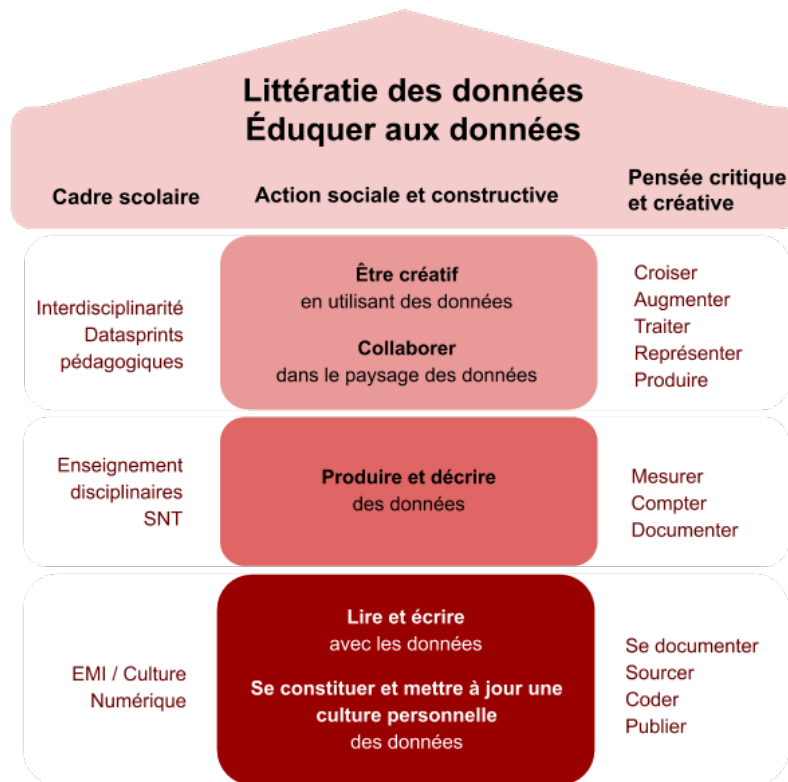 Littératie des données
Éduquer aux données
Cadre scolaire
Action sociale et constructive
Pensée critique
et créative
Interdisciplinarité
Datasprints
pédagogiques
Être créatif
en utilisant des données
Collaborer
dans le paysage des données
Croiser
Augmenter
Traiter
Représenter
Produire
Enseignement
disciplinaires
SNT
Produire et décrire
des données
Mesurer
Compter
Documenter
EMI / Culture
Numérique
Lire et écrire
avec les données
Se constituer et mettre à jour une
culture personnelle
des données
Se documenter
Sourcer
Coder
Publier